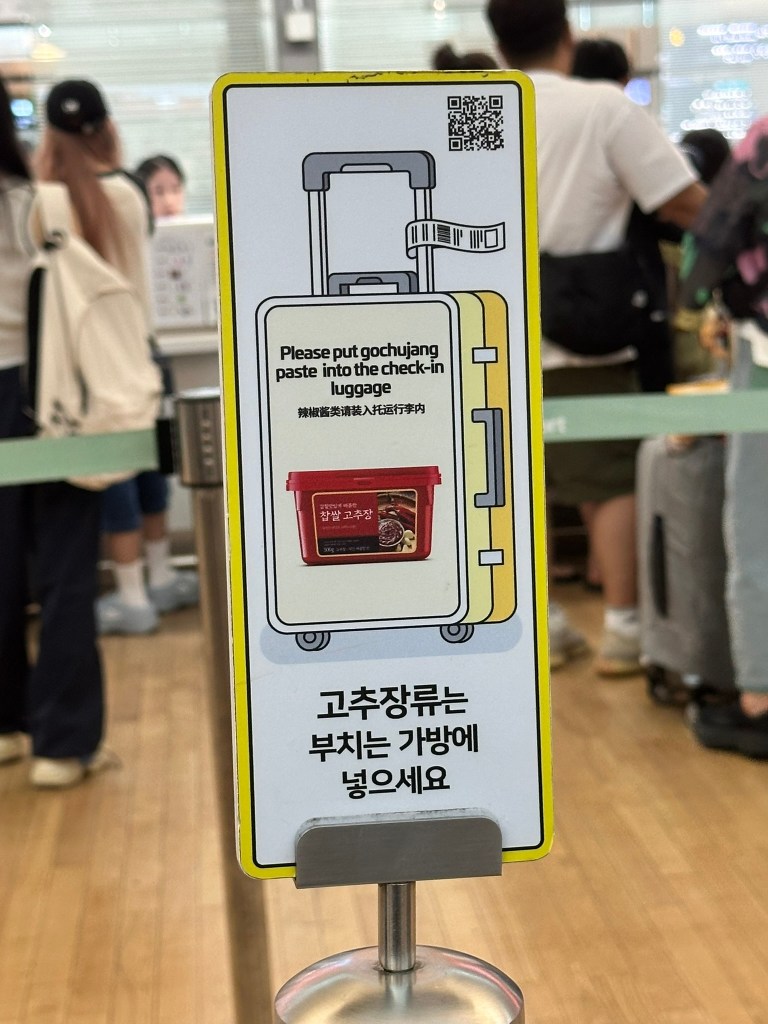 Please put gochujang
paste into the check-in
luggage
辣椒酱类请装入托运行李内
찹쌀 고추장
고추장류는
부치는 가방에
넣으세요